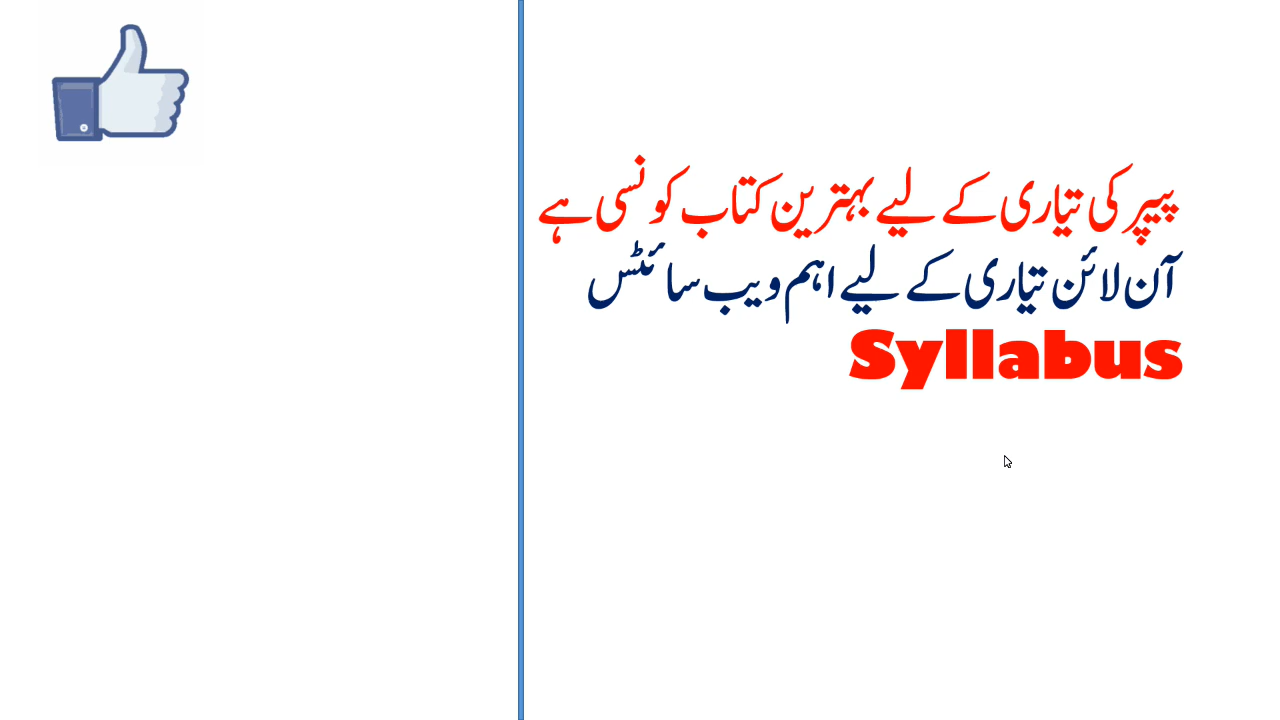 پیپر کی تیاری کے لیے بہترین کتاب کونسی ہے
آن لائن تیاری کے لیے اہم ویب سائٹس
Syllabus